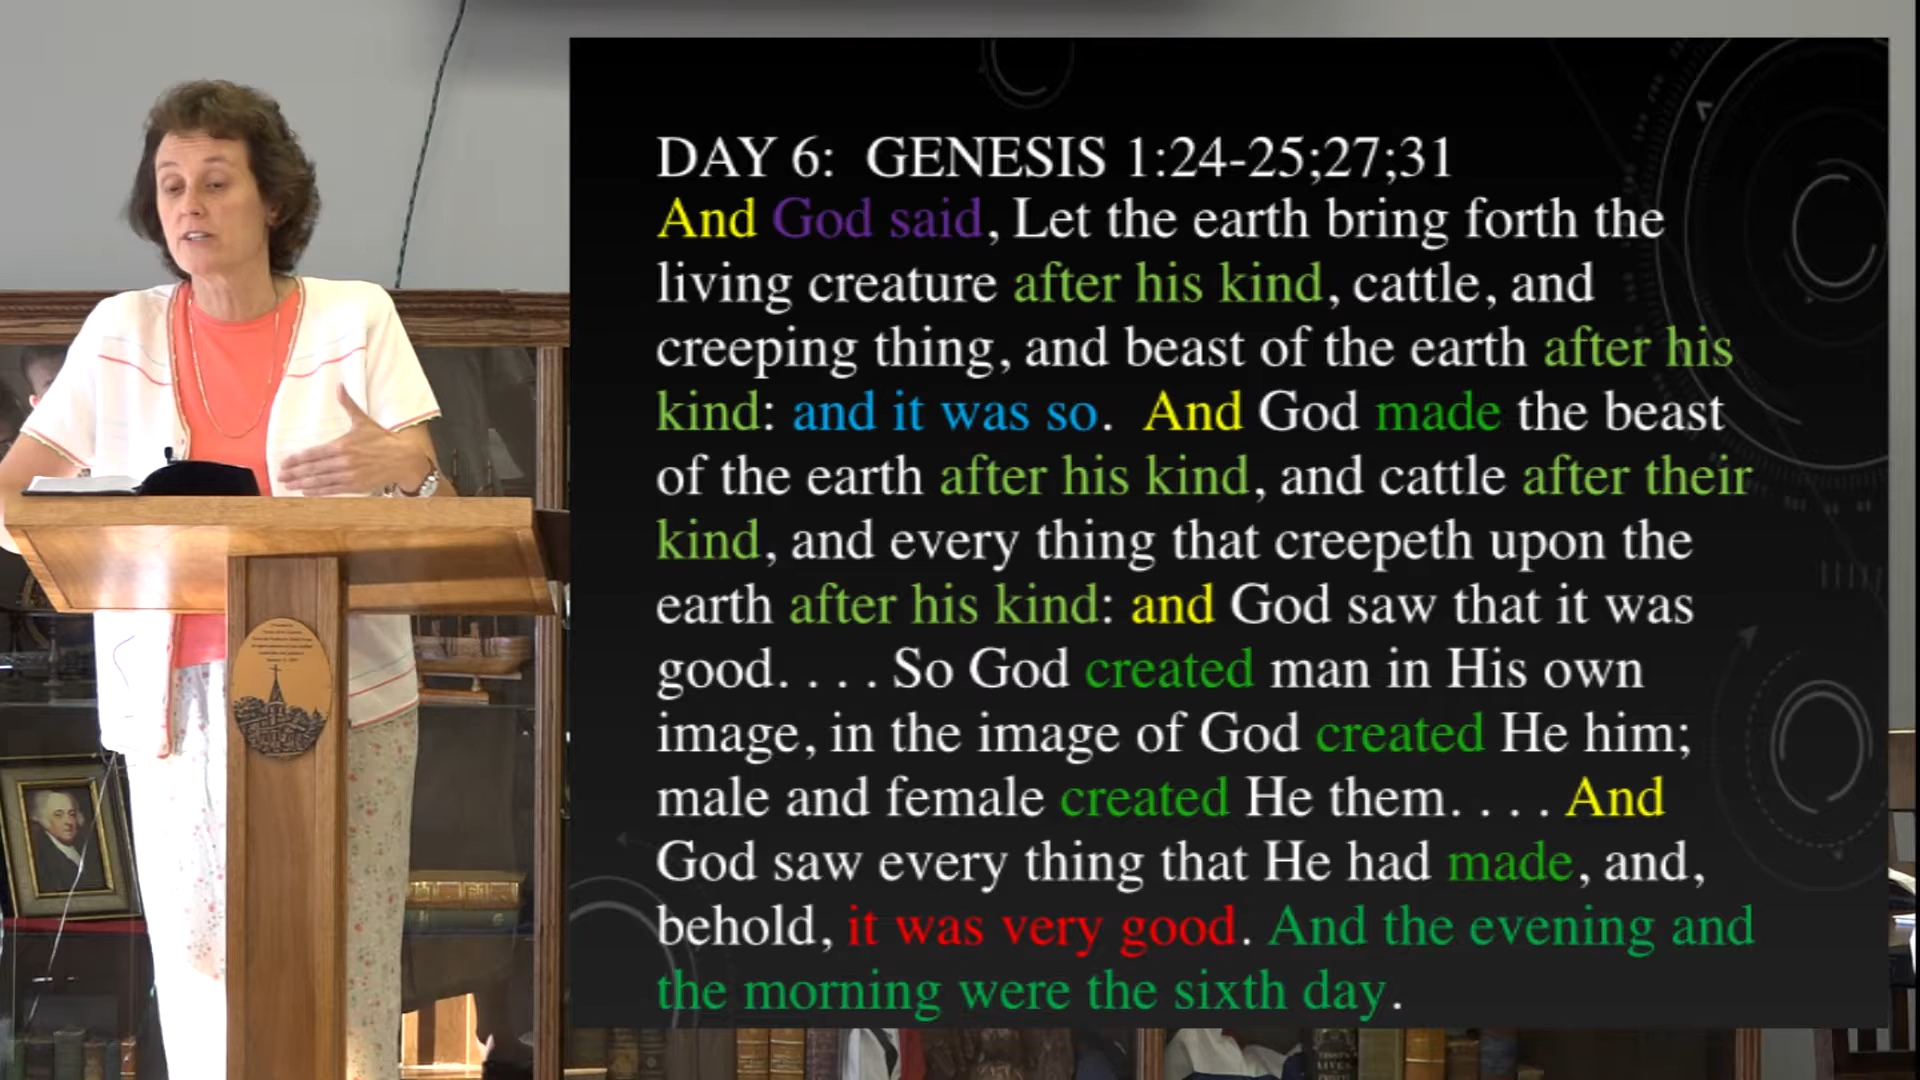 DAY 6: GENESIS 1:24-25;27;31
And God said, Let the earth bring forth the
living creature after his kind, cattle, and
creeping thing, and beast of the earth after his
kind: and it was so. And God made the beast
of the earth after his kind, and cattle after their
kind, and every thing that creepeth upon the
earth after his kind: and God saw that it was
good. . . . So God created man in His own
image, in the image of God created He him;
male and female created He them. . . . And
God saw every thing that He had made, and,
behold, it was very good. And the evening and
the morning were the sixth day.